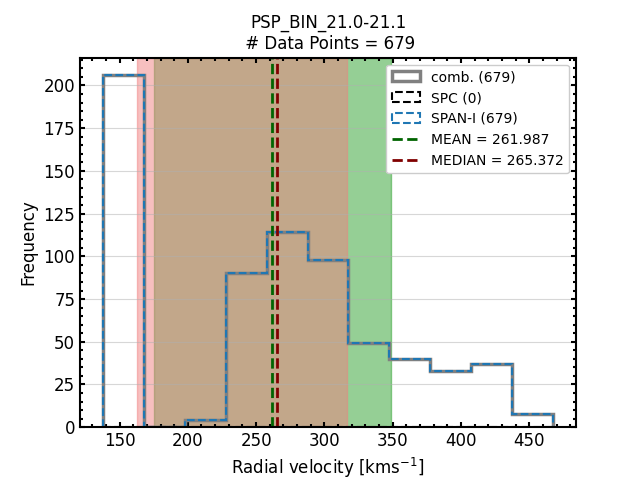 PSP_BIN_21.0-21.1
# Data Points = 679
comb. (679)
SPC (0)
SPAN-I (679)
MEAN = 261.987
MEDIAN = 265.372
Frequency
200
175
150
125
100
75
50
25
0
150 200 250 300 350 400 450
Radial velocity [kms⁻¹]